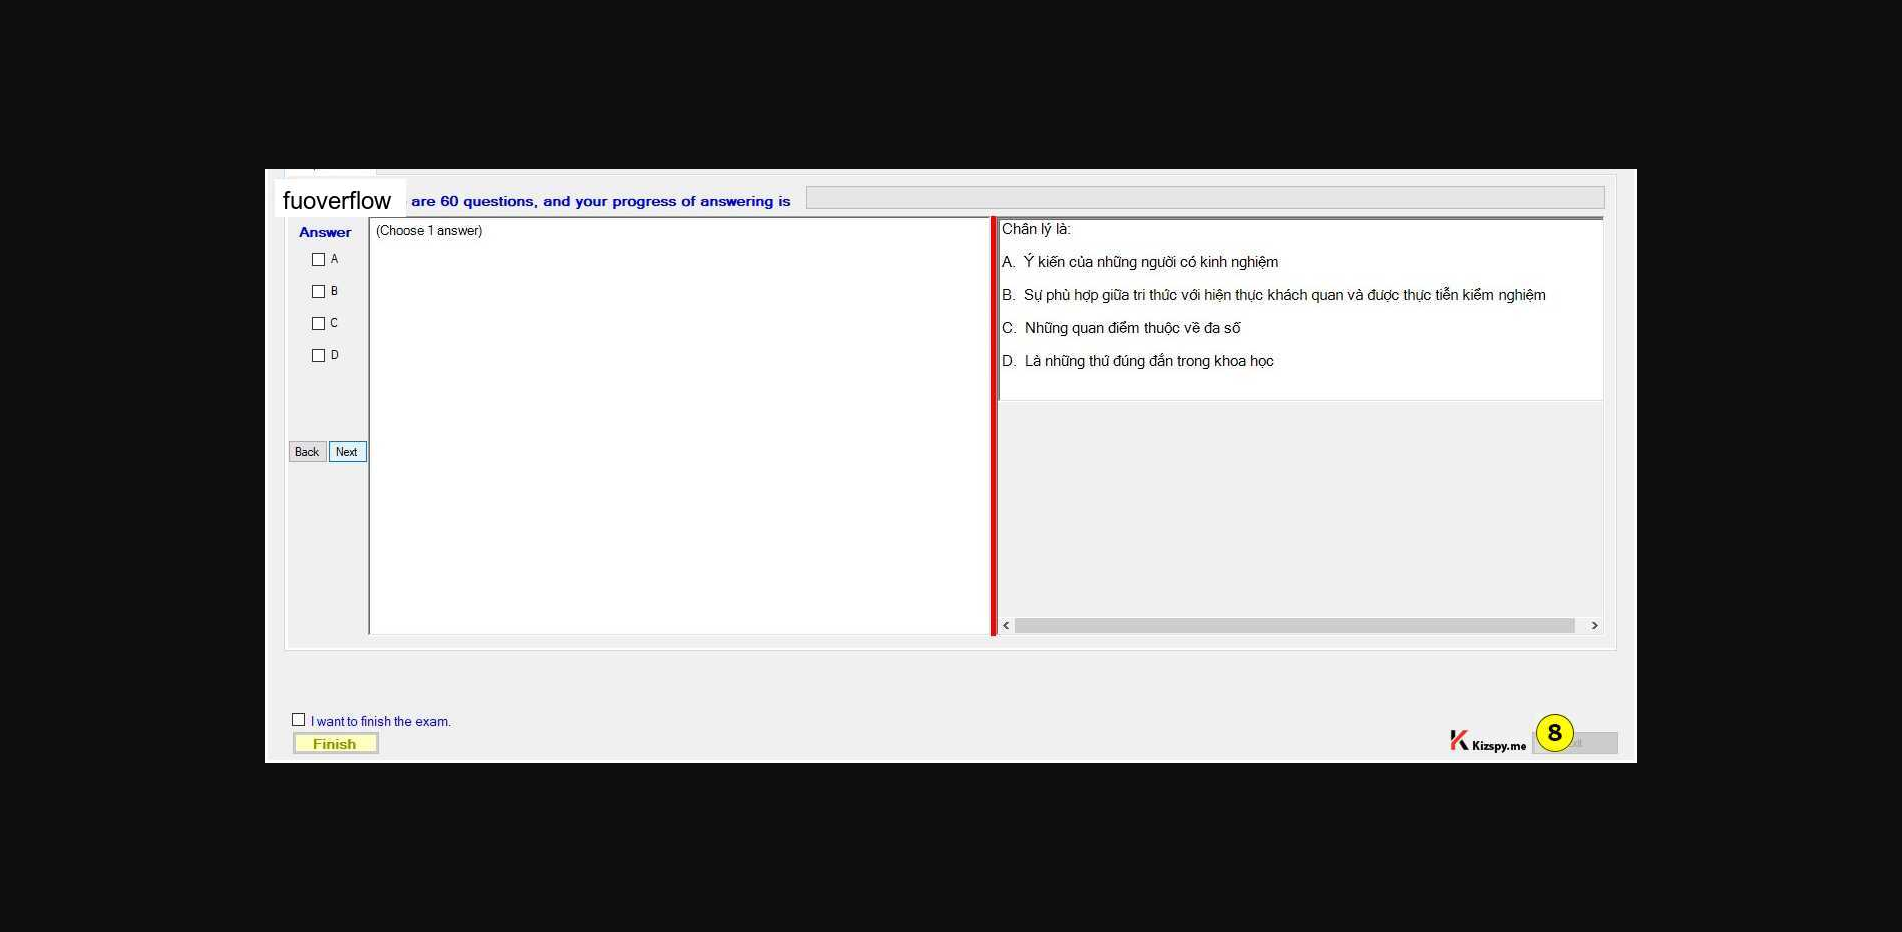 fuoverflow are 60 questions, and your progress of answering is
Answer
A
B
C
D
Back Next
(Choose 1 answer)
Chân lý là:
A. Ý kiến của những người có kinh nghiệm
B. Sự phù hợp giữa tri thức với hiện thực khách quan và được thực tiễn kiểm nghiệm
C. Những quan điểm thuộc về đa số
D. Là những thứ đúng đắn trong khoa học
I want to finish the exam.
Finish
Kizspy.me
8